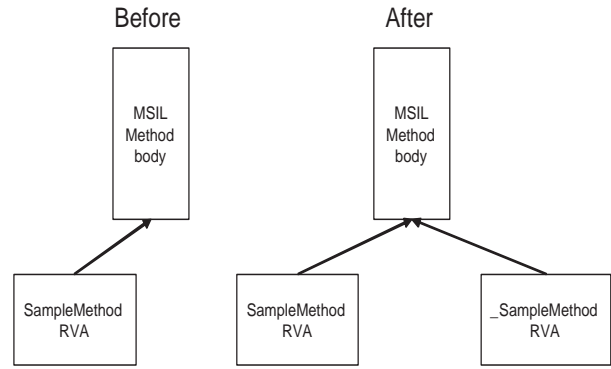 Before
After
MSIL
Method
body
MSIL
Method
body
SampleMethod
RVA
SampleMethod
RVA
_SampleMethod
RVA